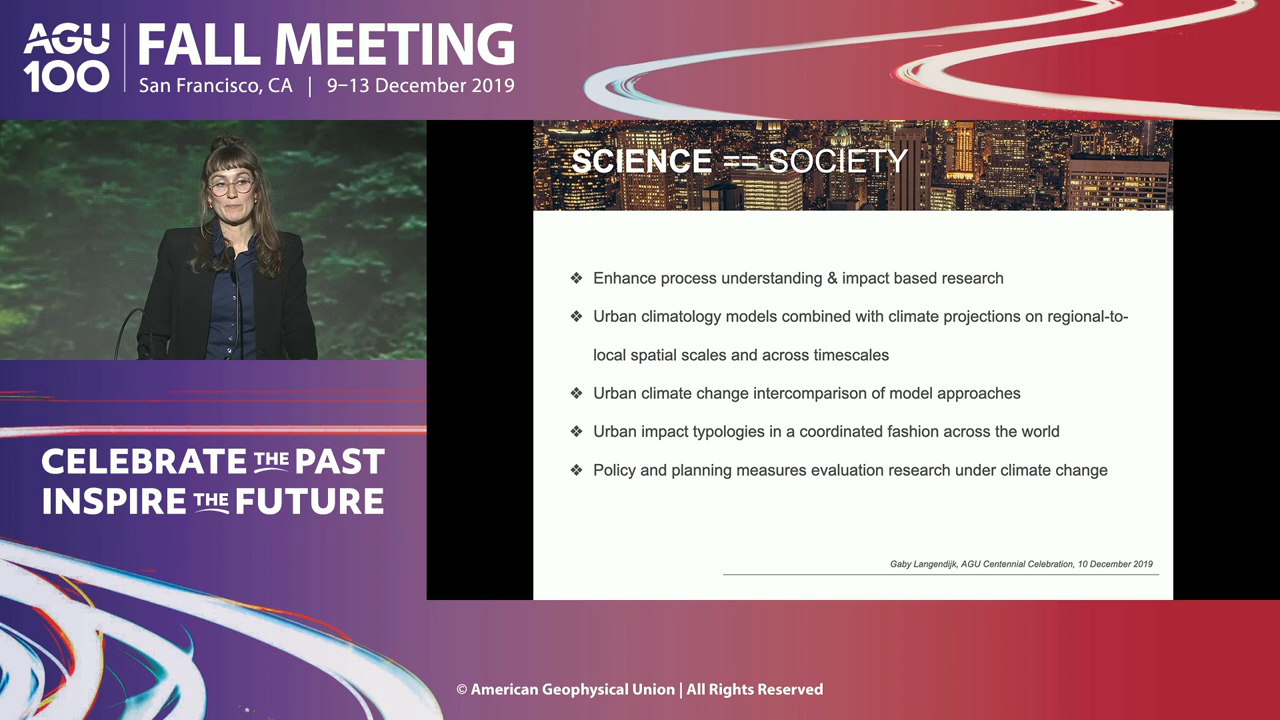 AGU
100
FALL MEETING
San Francisco, CA | 9–13 December 2019
SCIENCE == SOCIETY
❖ Enhance process understanding & impact based research
❖ Urban climatology models combined with climate projections on regional-to-
local spatial scales and across timescales
❖ Urban climate change intercomparison of model approaches
❖ Urban impact typologies in a coordinated fashion across the world
❖ Policy and planning measures evaluation research under climate change
Gaby Langendijk, AGU Centennial Celebration, 10 December 2019
CELEBRATE THE PAST
INSPIRE THE FUTURE
© American Geophysical Union | All Rights Reserved